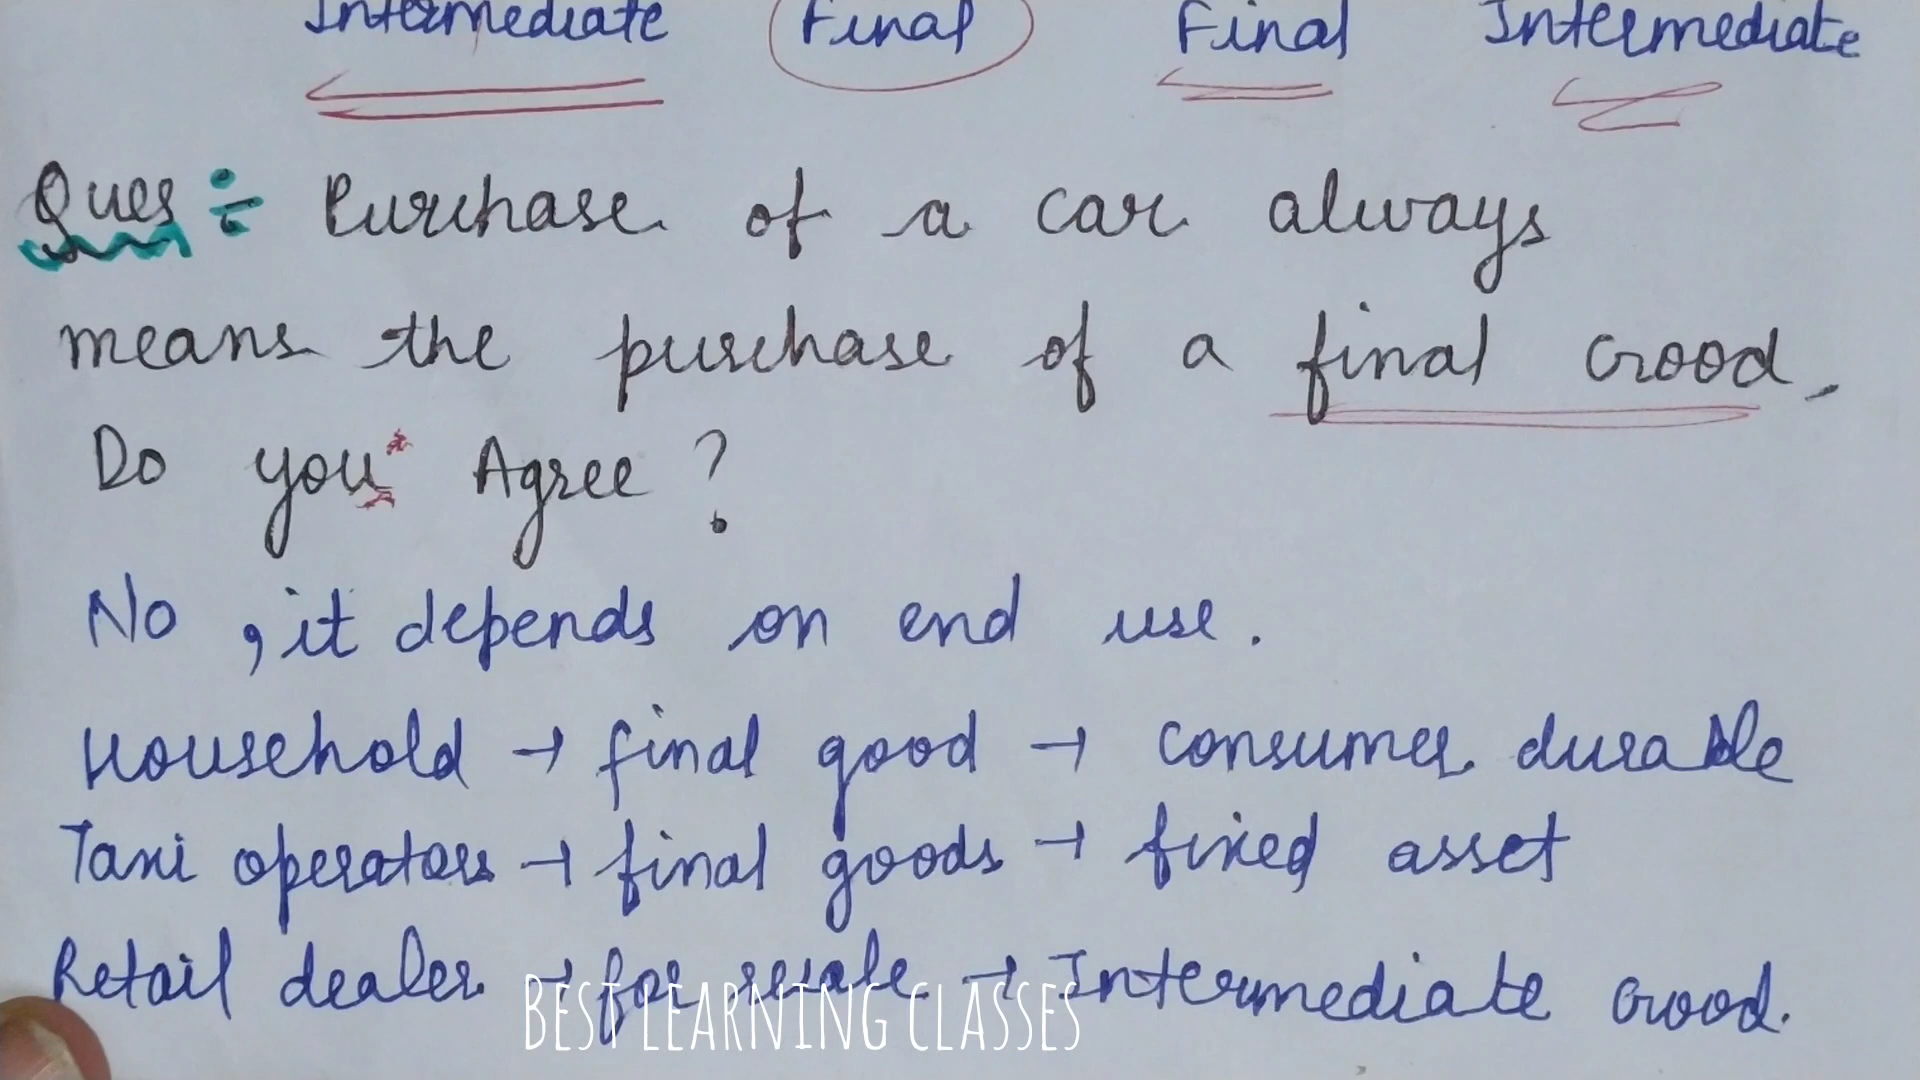 Intermediate Final Final Intermediate
Ques :- Purchase of a car always
means the purchase of a final Good.
Do you Agree ?
No, it depends on end use.
Household → final good → consumer durable
Taxi operators → final goods → fixed asset
Retail dealer → for resale → Intermediate Good.
BEST LEARNING CLASSES